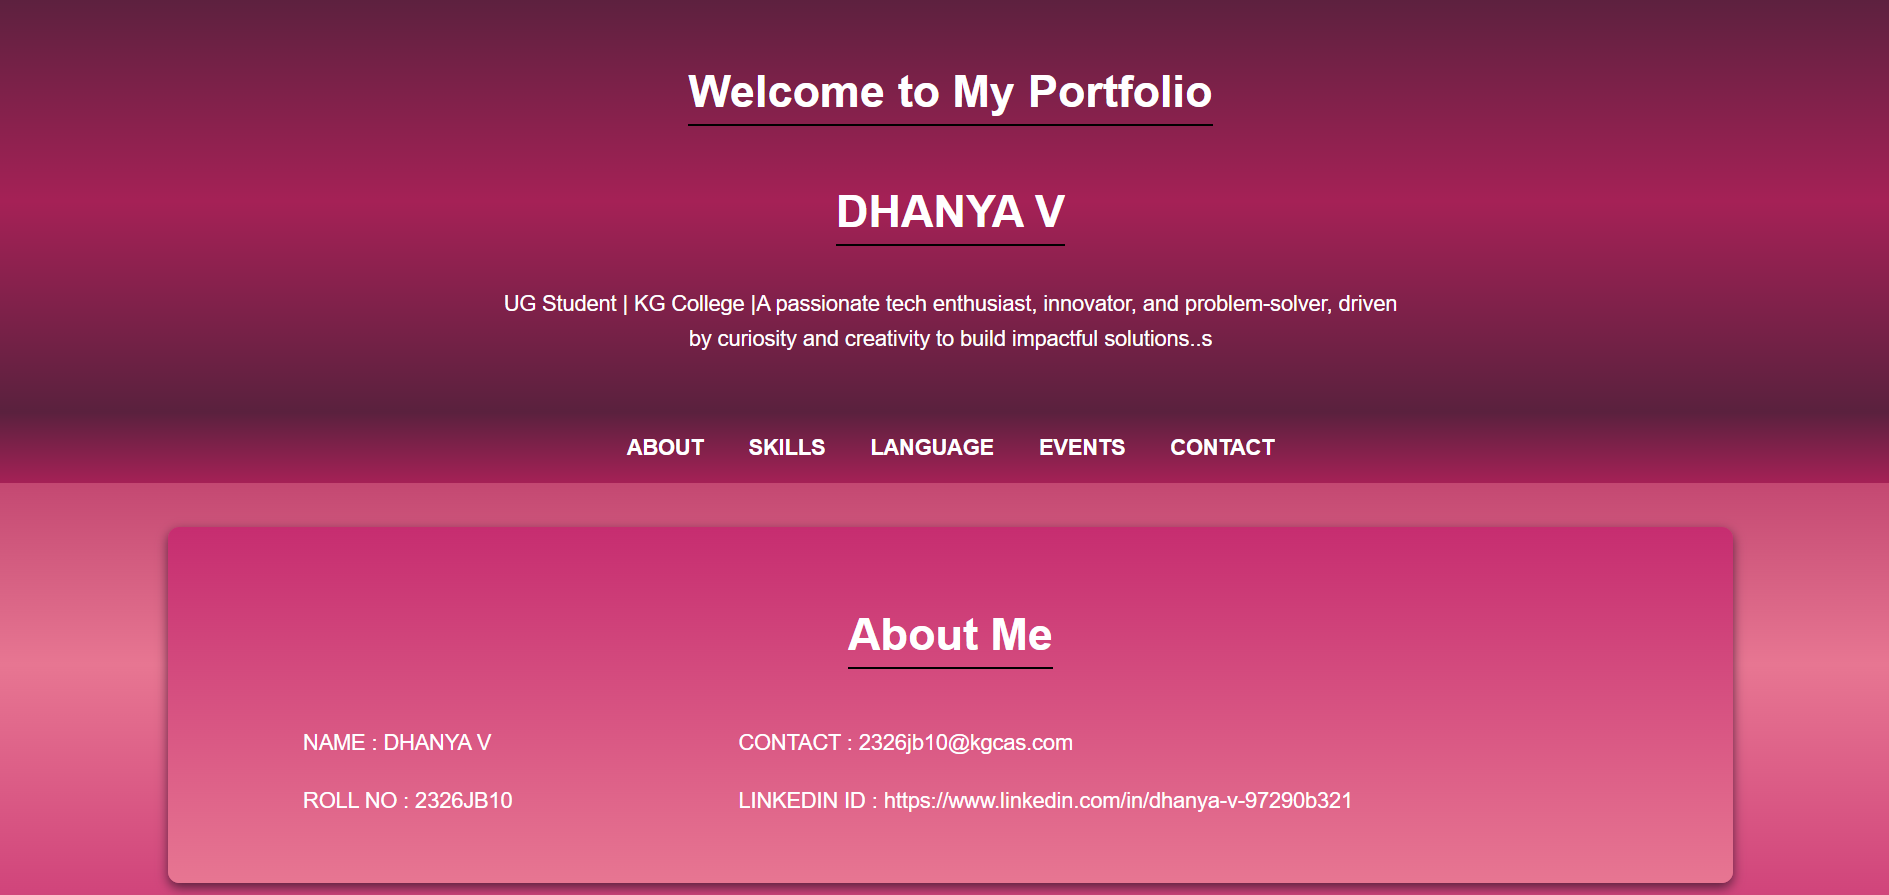 Welcome to My Portfolio
DHANYA V
UG Student | KG College |A passionate tech enthusiast, innovator, and problem-solver, driven
by curiosity and creativity to build impactful solutions..s
ABOUT SKILLS LANGUAGE EVENTS CONTACT
About Me
NAME : DHANYA V CONTACT : 2326jb10@kgcas.com
ROLL NO : 2326JB10 LINKEDIN ID : https://www.linkedin.com/in/dhanya-v-97290b321